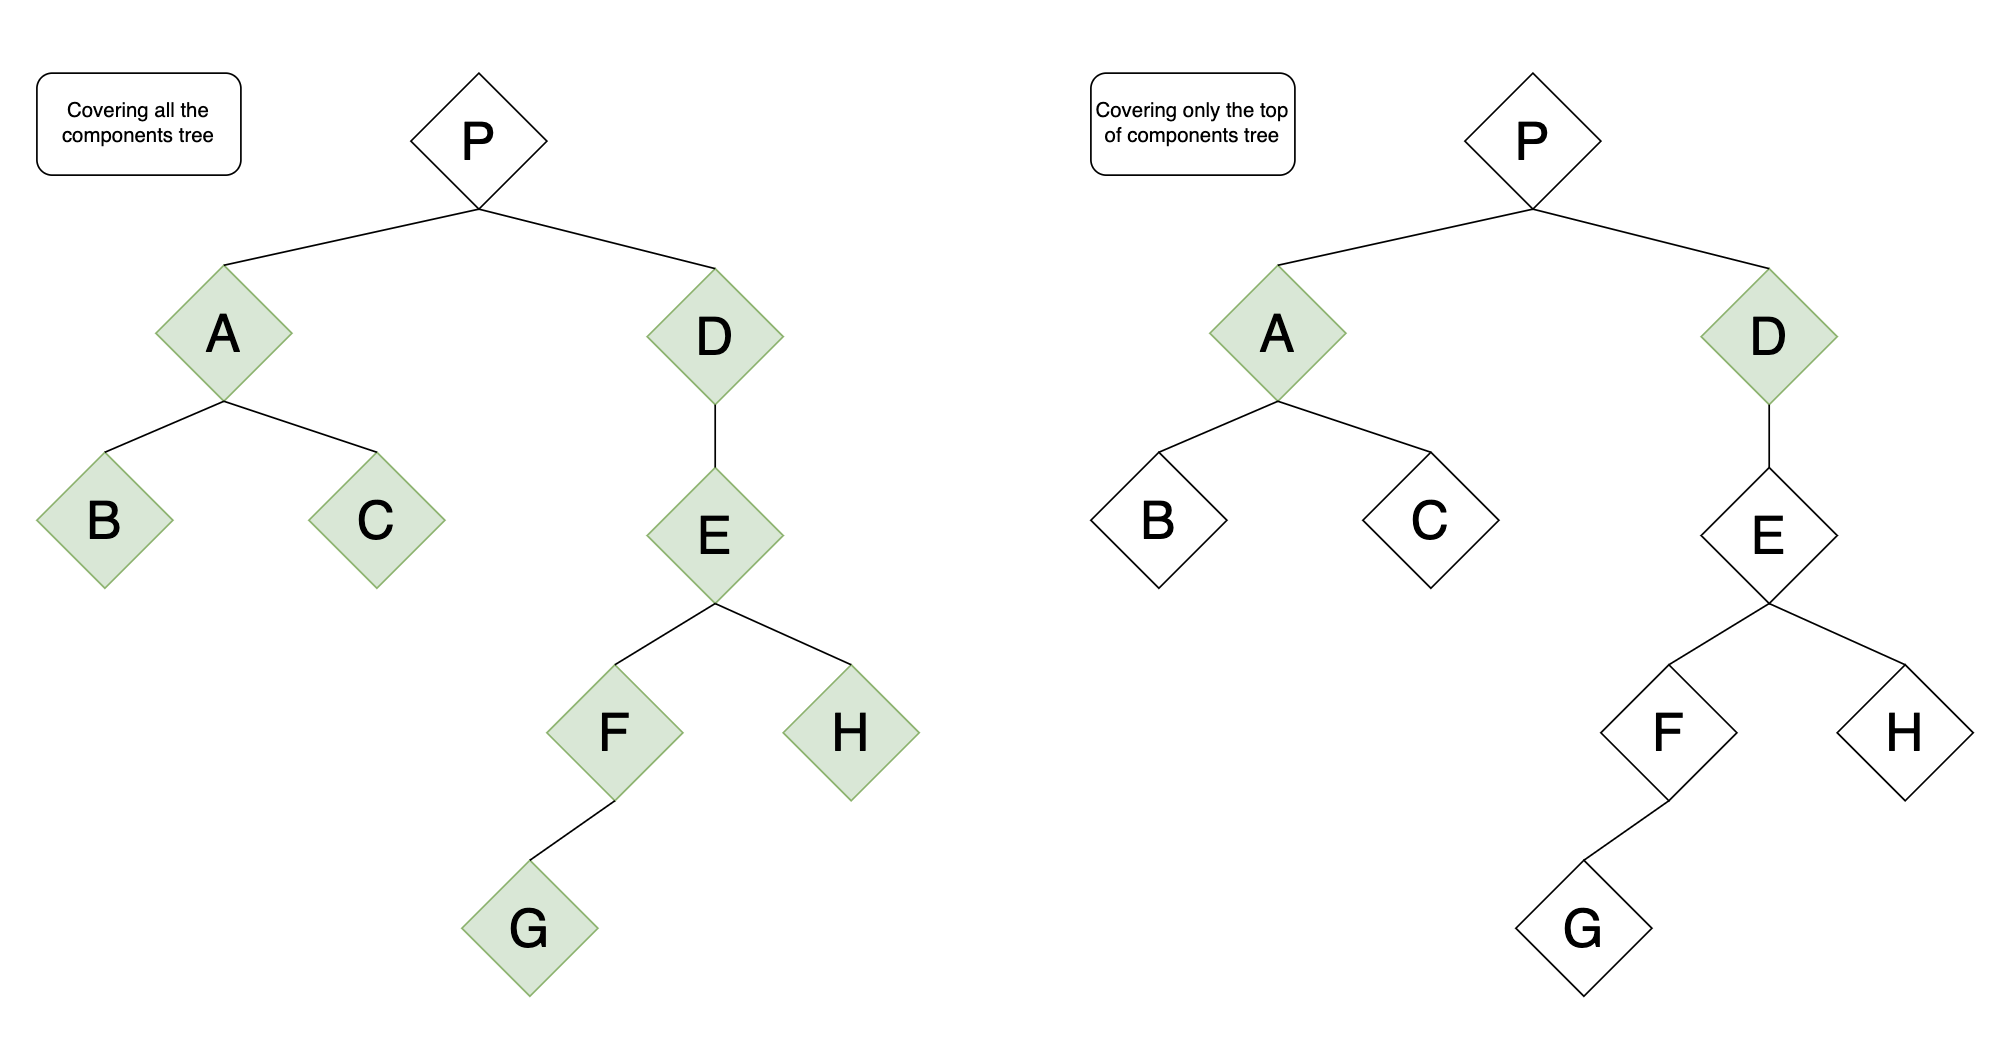 Covering all the
components tree
P
A
D
B
C
E
F
H
G
Covering only the top
of components tree
P
A
D
B
C
E
F
H
G